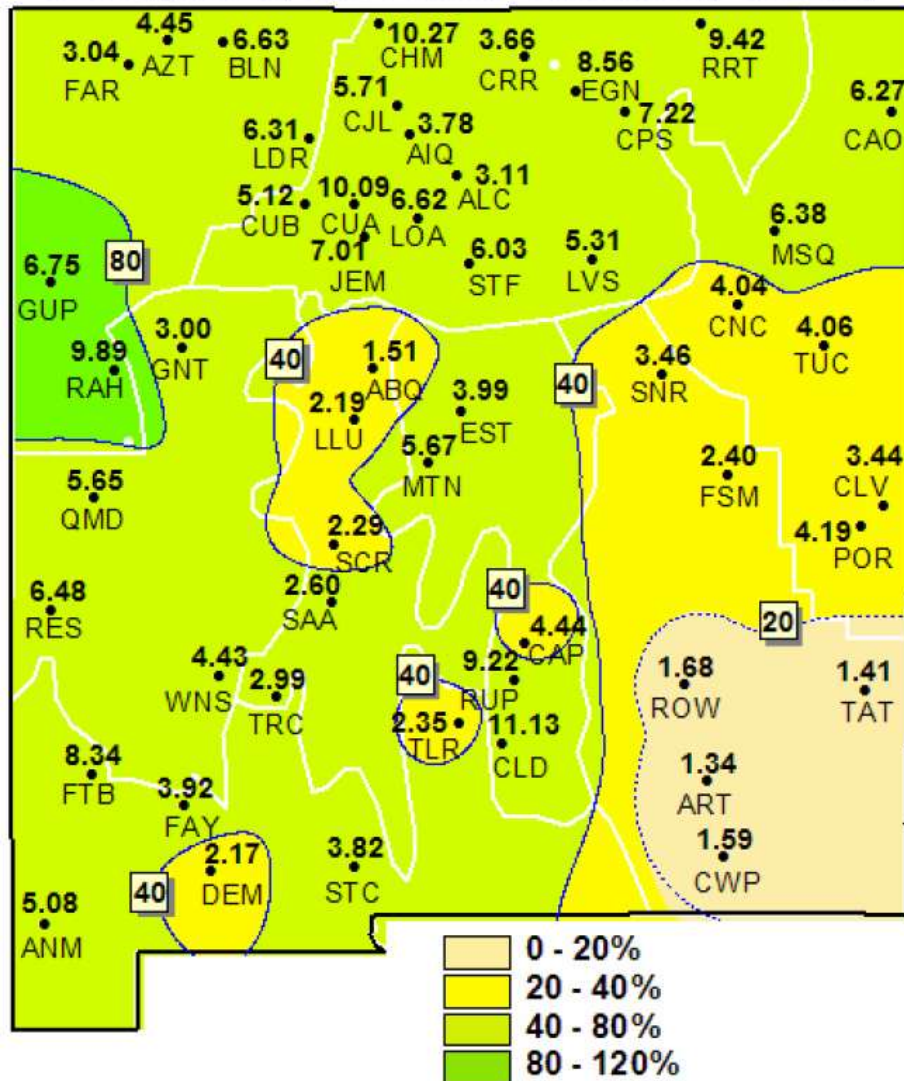 4.45
AZT
3.04
FAR
6.63
BLN
10.27
CHM
3.66
CRR
9.42
RRT
8.56
EGN
7.22
CPS
6.27
CAO
5.71
CJL
3.78
AIQ
6.31
LDR
3.11
ALC
5.12
CUB
10.09
CUA
6.62
LOA
7.01
JEM
6.03
STF
5.31
LVS
6.38
MSQ
80
6.75
GUP
4.04
CNC
3.00
GNT
9.89
RAH
40
1.51
ABQ
40
3.46
SNR
4.06
TUC
2.19
LLU
3.99
EST
5.67
MTN
2.40
FSM
3.44
CLV
4.19
POR
5.65
QMD
2.29
SCR
2.60
SAA
40
6.48
RES
4.44
CAP
20
4.43
WNS
2.99
TRC
40
9.22
RUP
2.35
TLR
11.13
CLD
1.68
ROW
1.41
TAT
8.34
FTB
3.92
FAY
1.34
ART
40
2.17
DEM
3.82
STC
1.59
CWP
5.08
ANM
0 - 20%
20 - 40%
40 - 80%
80 - 120%